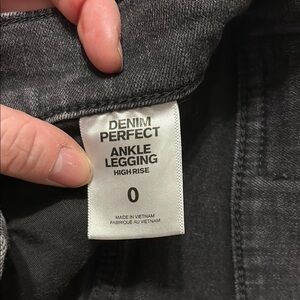 DENIM
PERFECT
ANKLE
LEGGING
HIGH RISE
0
MADE IN VIETNAM
FABRIQUÉ AU VIETNAM